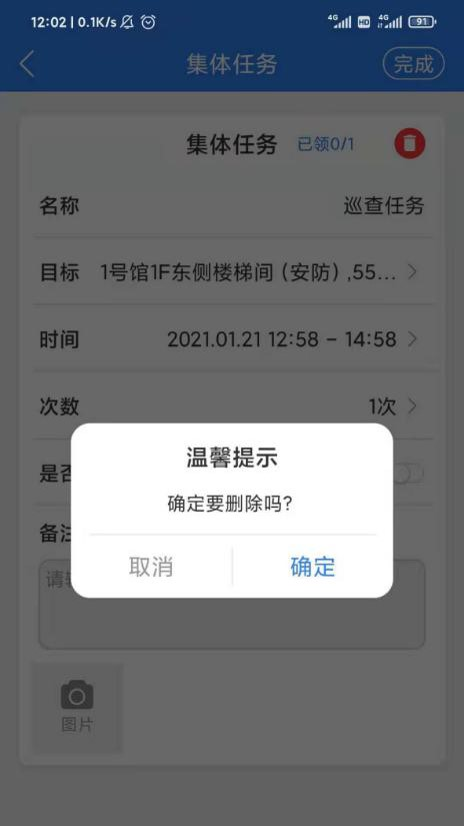 12:02 | 0.1K/s 4G HD 4G 91
集体任务 完成
集体任务 已领0/1
名称 巡查任务
目标 1号馆1F东侧楼梯间（安防）,55...
时间 2021.01.21 12:58 - 14:58
次数 1次
是否
温馨提示
确定要删除吗?
备注
取消 确定
请输
图片